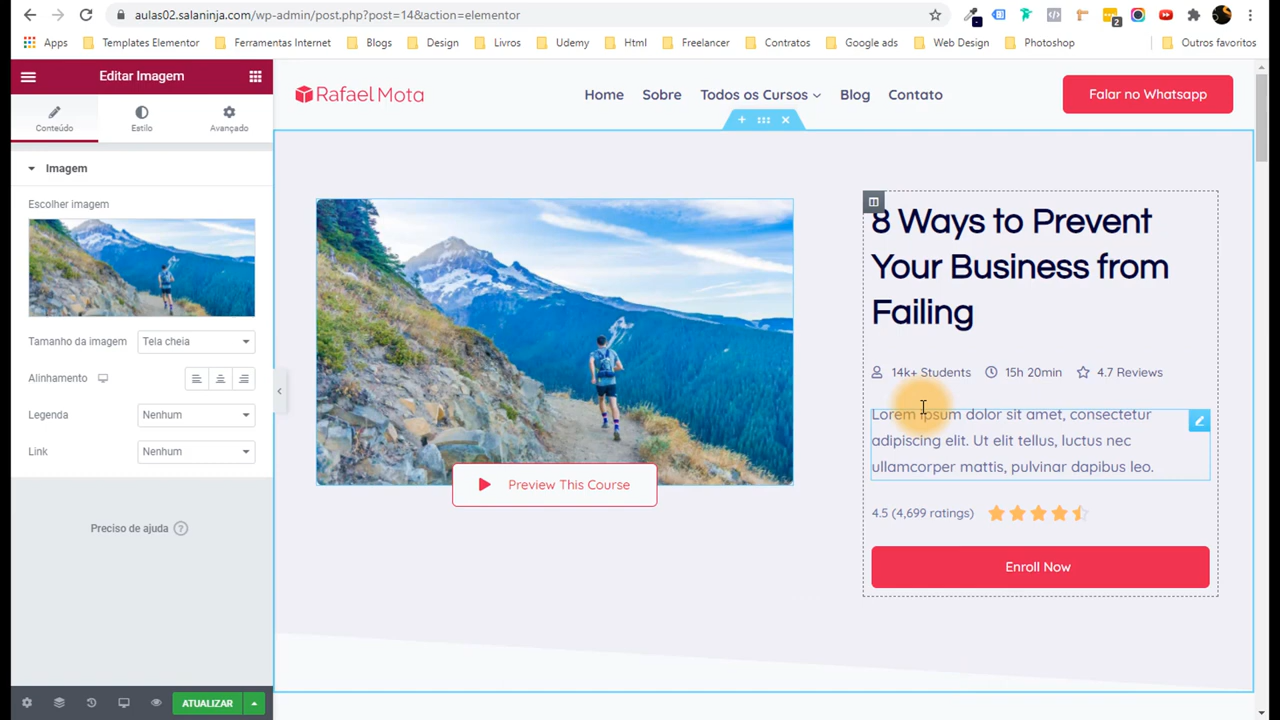 aulas02.salaninja.com/wp-admin/post.php?post=14&action=elementor
2
Apps Templates Elementor Ferramentas Internet Blogs Design Livros Udemy Html Freelancer Contratos Google ads Web Design Photoshop Outros favoritos
Editar Imagem
Conteúdo Estilo Avançado
Imagem
Escolher imagem
Tamanho da imagem Tela cheia
Alinhamento
Legenda Nenhum
Link Nenhum
Preciso de ajuda ?
ATUALIZAR
Rafael Mota Home Sobre Todos os Cursos Blog Contato Falar no Whatsapp
8 Ways to Prevent
Your Business from
Failing
14k+ Students 15h 20min 4.7 Reviews
Lorem ipsum dolor sit amet, consectetur
adipiscing elit. Ut elit tellus, luctus nec
ullamcorper mattis, pulvinar dapibus leo.
4.5 (4,699 ratings)
Enroll Now
Preview This Course